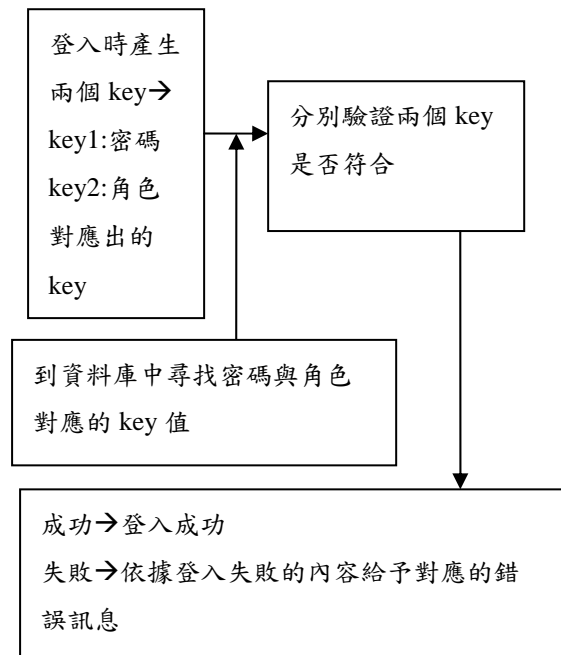 登入時產生
兩個 key→
key1:密碼
key2:角色
對應出的
key
分別驗證兩個 key
是否符合
到資料庫中尋找密碼與角色
對應的 key 值
成功→登入成功
失敗→依據登入失敗的內容給予對應的錯
誤訊息